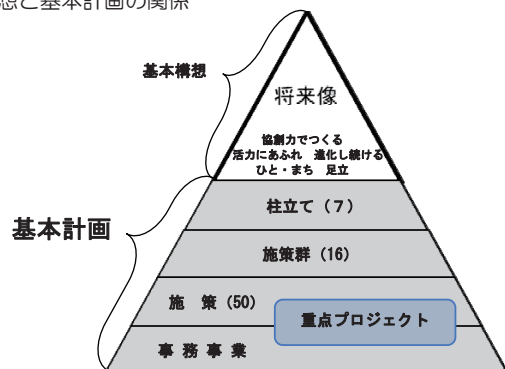 想と基本計画の関係
基本構想
将来像
協創力でつくる
活力にあふれ　進化し続ける
ひと・まち　足立
基本計画
柱立て（7）
施策群（16）
施　策（50）
重点プロジェクト
事 務 事 業